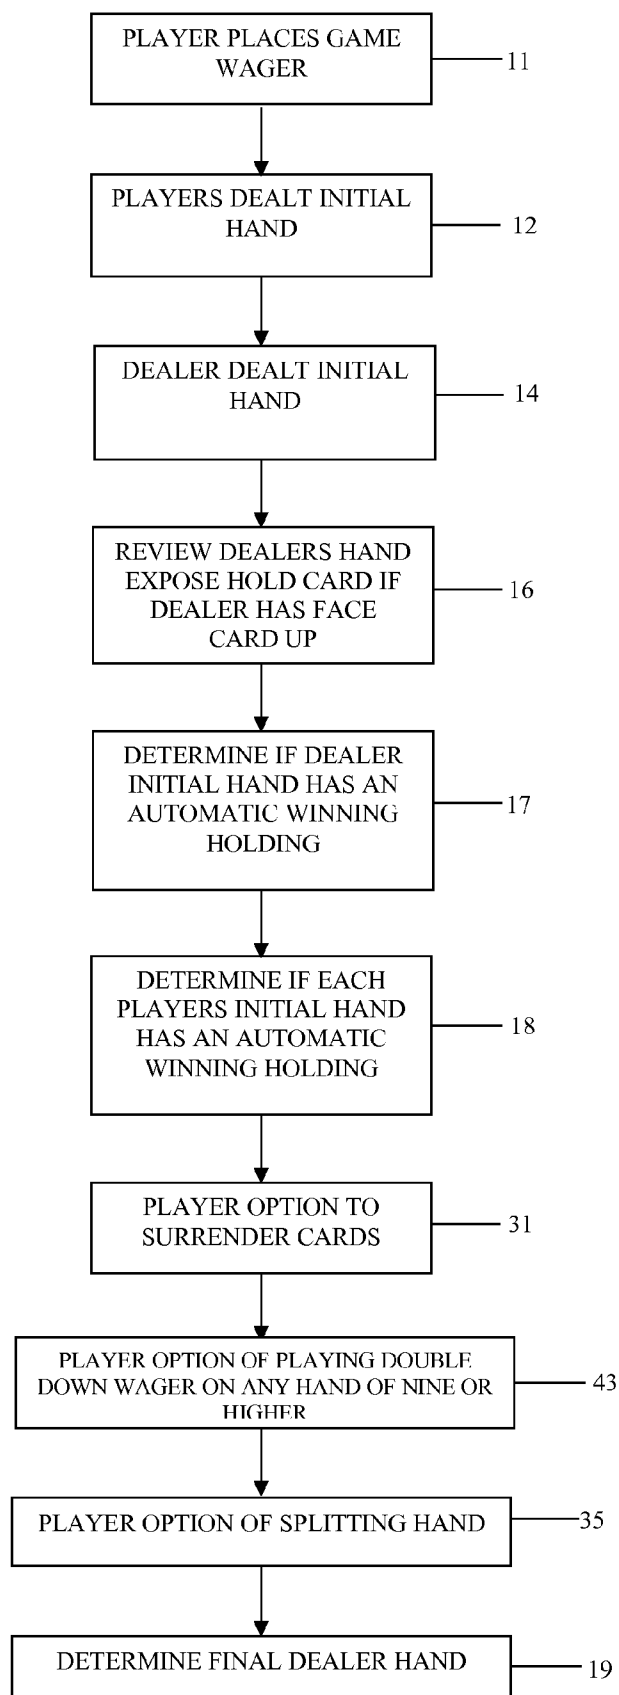 PLAYER PLACES GAME
WAGER
11
PLAYERS DEALT INITIAL
HAND
12
DEALER DEALT INITIAL
HAND
14
REVIEW DEALERS HAND
EXPOSE HOLD CARD IF
DEALER HAS FACE
CARD UP
16
DETERMINE IF DEALER
INITIAL HAND HAS AN
AUTOMATIC WINNING
HOLDING
17
DETERMINE IF EACH
PLAYERS INITIAL HAND
HAS AN AUTOMATIC
WINNING HOLDING
18
PLAYER OPTION TO
SURRENDER CARDS
31
PLAYER OPTION OF PLAYING DOUBLE
DOWN WAGER ON ANY HAND OF NINE OR
HIGHER
43
PLAYER OPTION OF SPLITTING HAND
35
DETERMINE FINAL DEALER HAND
19